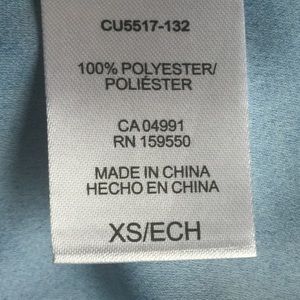 CU5517-132
100% POLYESTER/
POLIÉSTER
CA 04991
RN 159550
MADE IN CHINA
HECHO EN CHINA
XS/ECH